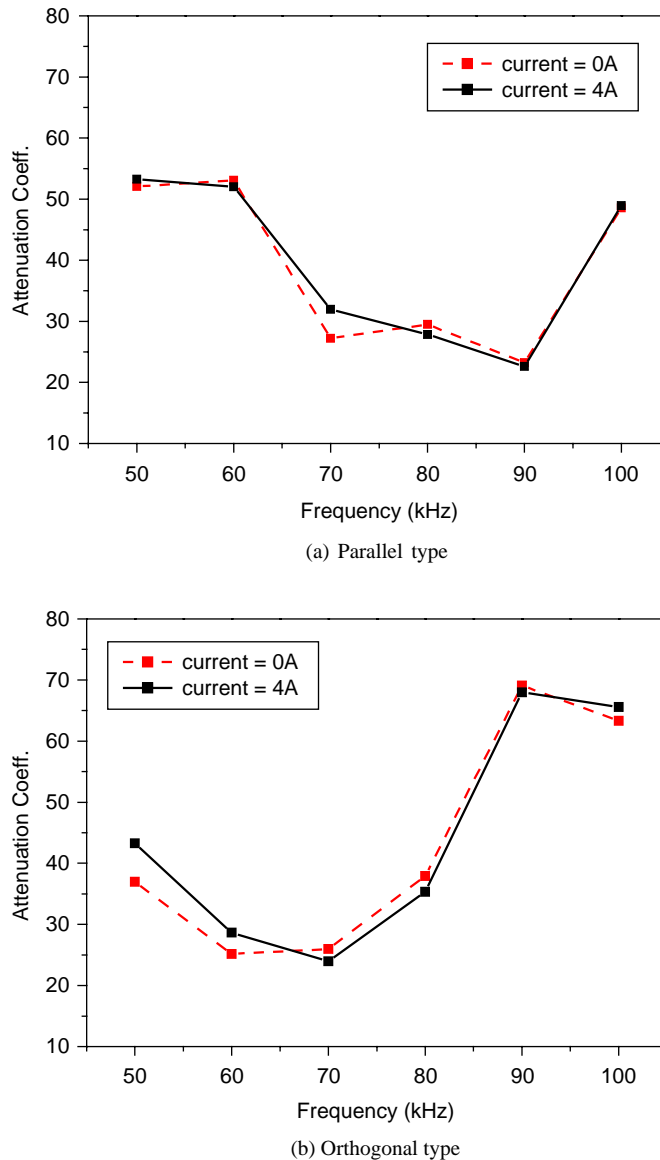 80
70
60
50
40
30
20
10
Attenuation Coeff.
current = 0A
current = 4A
50 60 70 80 90 100
Frequency (kHz)
(a) Parallel type
80
70
60
50
40
30
20
10
Attenuation Coeff.
current = 0A
current = 4A
50 60 70 80 90 100
Frequency (kHz)
(b) Orthogonal type